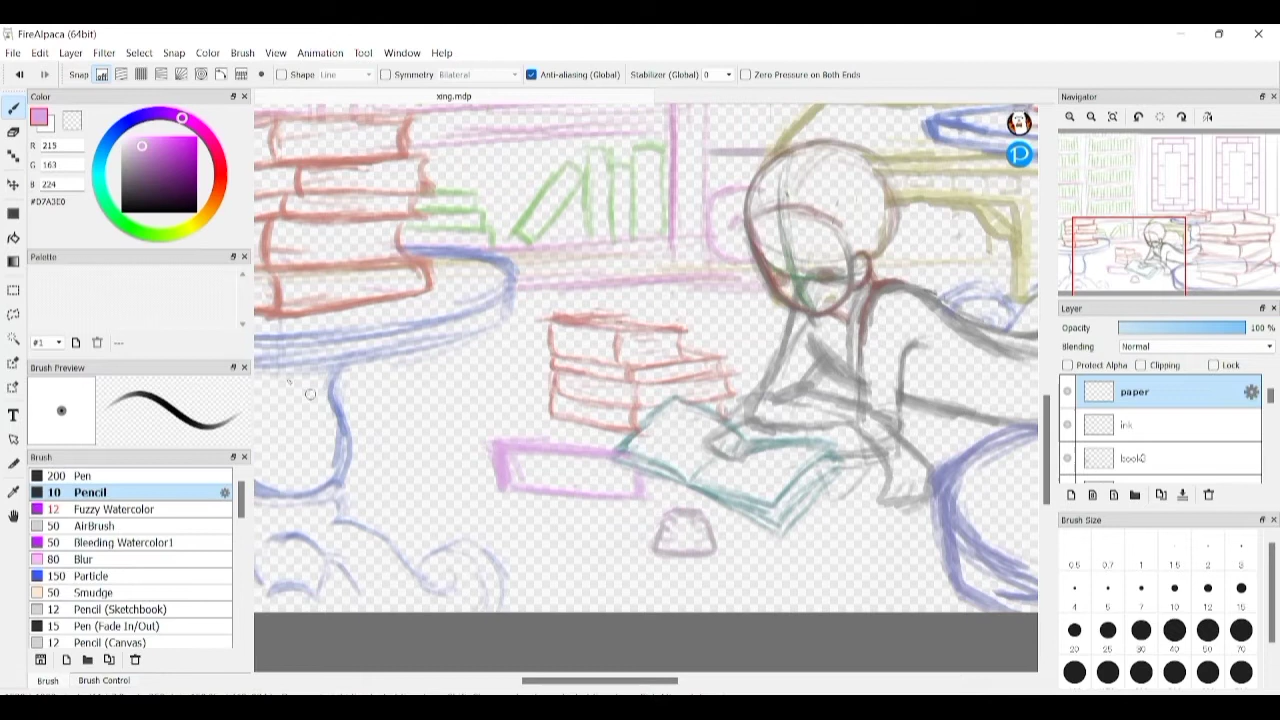 FireAlpaca (64bit)
File Edit Layer Filter Select Snap Color Brush View Animation Tool Window Help
Snap off Shape Line Symmetry Bilateral Anti-aliasing (Global) Stabilizer (Global) 0 Zero Pressure on Both Ends
Color
xing.mdp
Navigator
R 215
G 163
B 224
#D7A3E0
Palette
#1
Layer
Opacity 100 %
Blending Normal
Protect Alpha Clipping Lock
paper
ink
Brush Preview
Brush
200 Pen
10 Pencil
12 Fuzzy Watercolor
50 AirBrush
50 Bleeding Watercolor1
80 Blur
150 Particle
50 Smudge
12 Pencil (Sketchbook)
15 Pen (Fade In/Out)
12 Pencil (Canvas)
Brush Brush Control
Brush Size
0.5 0.7 1 1.5 2 3
4 5 7 10 12 15
20 25 30 40 50 70